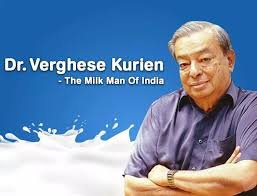 Dr. Verghese Kurien
- The Milk Man Of India